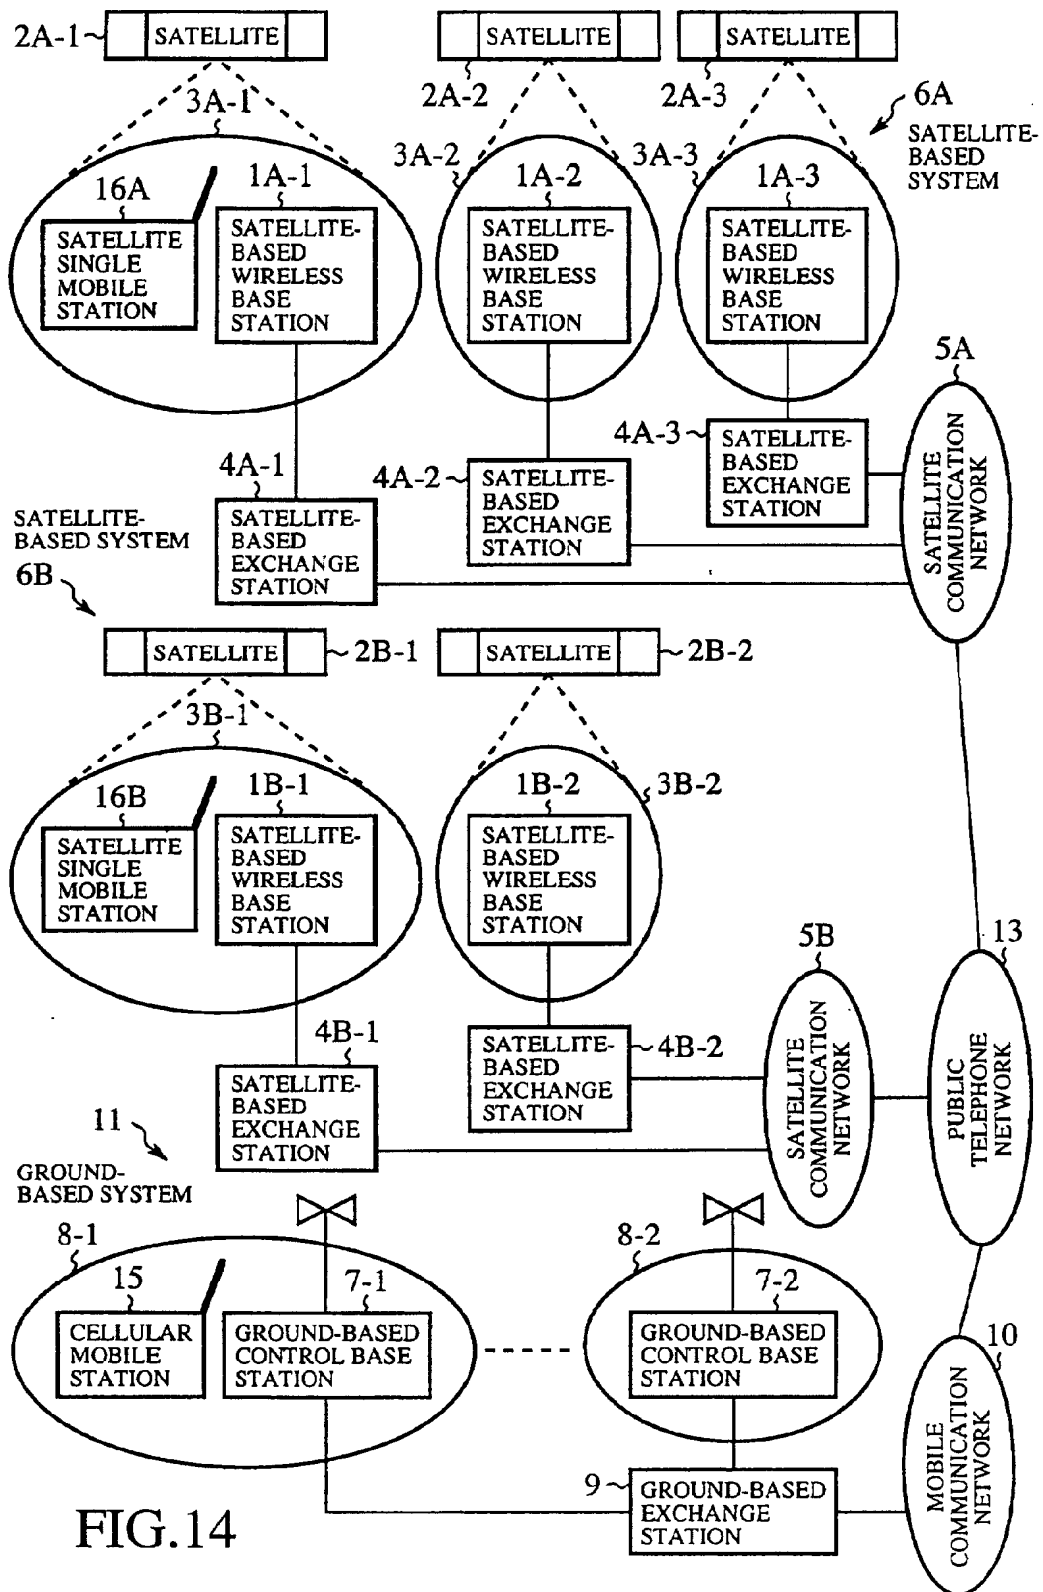 2A-1
SATELLITE
SATELLITE
SATELLITE
2A-2
2A-3
6A
SATELLITE-
BASED
SYSTEM
3A-1
3A-2
3A-3
16A
1A-1
1A-2
1A-3
SATELLITE
SINGLE
MOBILE
STATION
SATELLITE-
BASED
WIRELESS
BASE
STATION
SATELLITE-
BASED
WIRELESS
BASE
STATION
SATELLITE-
BASED
WIRELESS
BASE
STATION
5A
4A-3
SATELLITE-
BASED
EXCHANGE
STATION
4A-2
SATELLITE-
BASED
EXCHANGE
STATION
4A-1
SATELLITE-
BASED
EXCHANGE
STATION
SATELLITE
COMMUNICATION
NETWORK
SATELLITE-
BASED SYSTEM
6B
SATELLITE
2B-1
SATELLITE
2B-2
3B-1
3B-2
16B
1B-1
1B-2
SATELLITE
SINGLE
MOBILE
STATION
SATELLITE-
BASED
WIRELESS
BASE
STATION
SATELLITE-
BASED
WIRELESS
BASE
STATION
5B
13
4B-1
SATELLITE-
BASED
EXCHANGE
STATION
4B-2
SATELLITE-
BASED
EXCHANGE
STATION
SATELLITE
COMMUNICATION
NETWORK
PUBLIC
TELEPHONE
NETWORK
11
GROUND-
BASED SYSTEM
8-1
8-2
15
7-1
7-2
CELLULAR
MOBILE
STATION
GROUND-BASED
CONTROL BASE
STATION
GROUND-BASED
CONTROL BASE
STATION
10
9
GROUND-BASED
EXCHANGE
STATION
MOBILE
COMMUNICATION
NETWORK
FIG.14